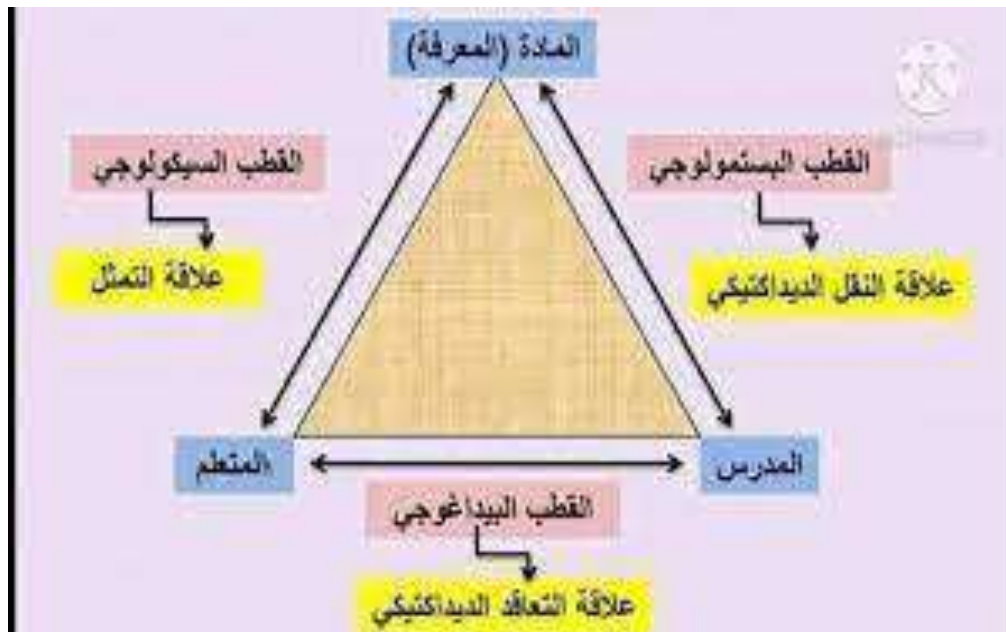 المادة (المعرفة)
القطب البستمولوجي
علاقة النقل الديداكتيكي
القطب السيكولوجي
علاقة التمثل
المدرس
المتعلم
القطب البيداغوجي
علاقة التعاقد الديداكتيكي